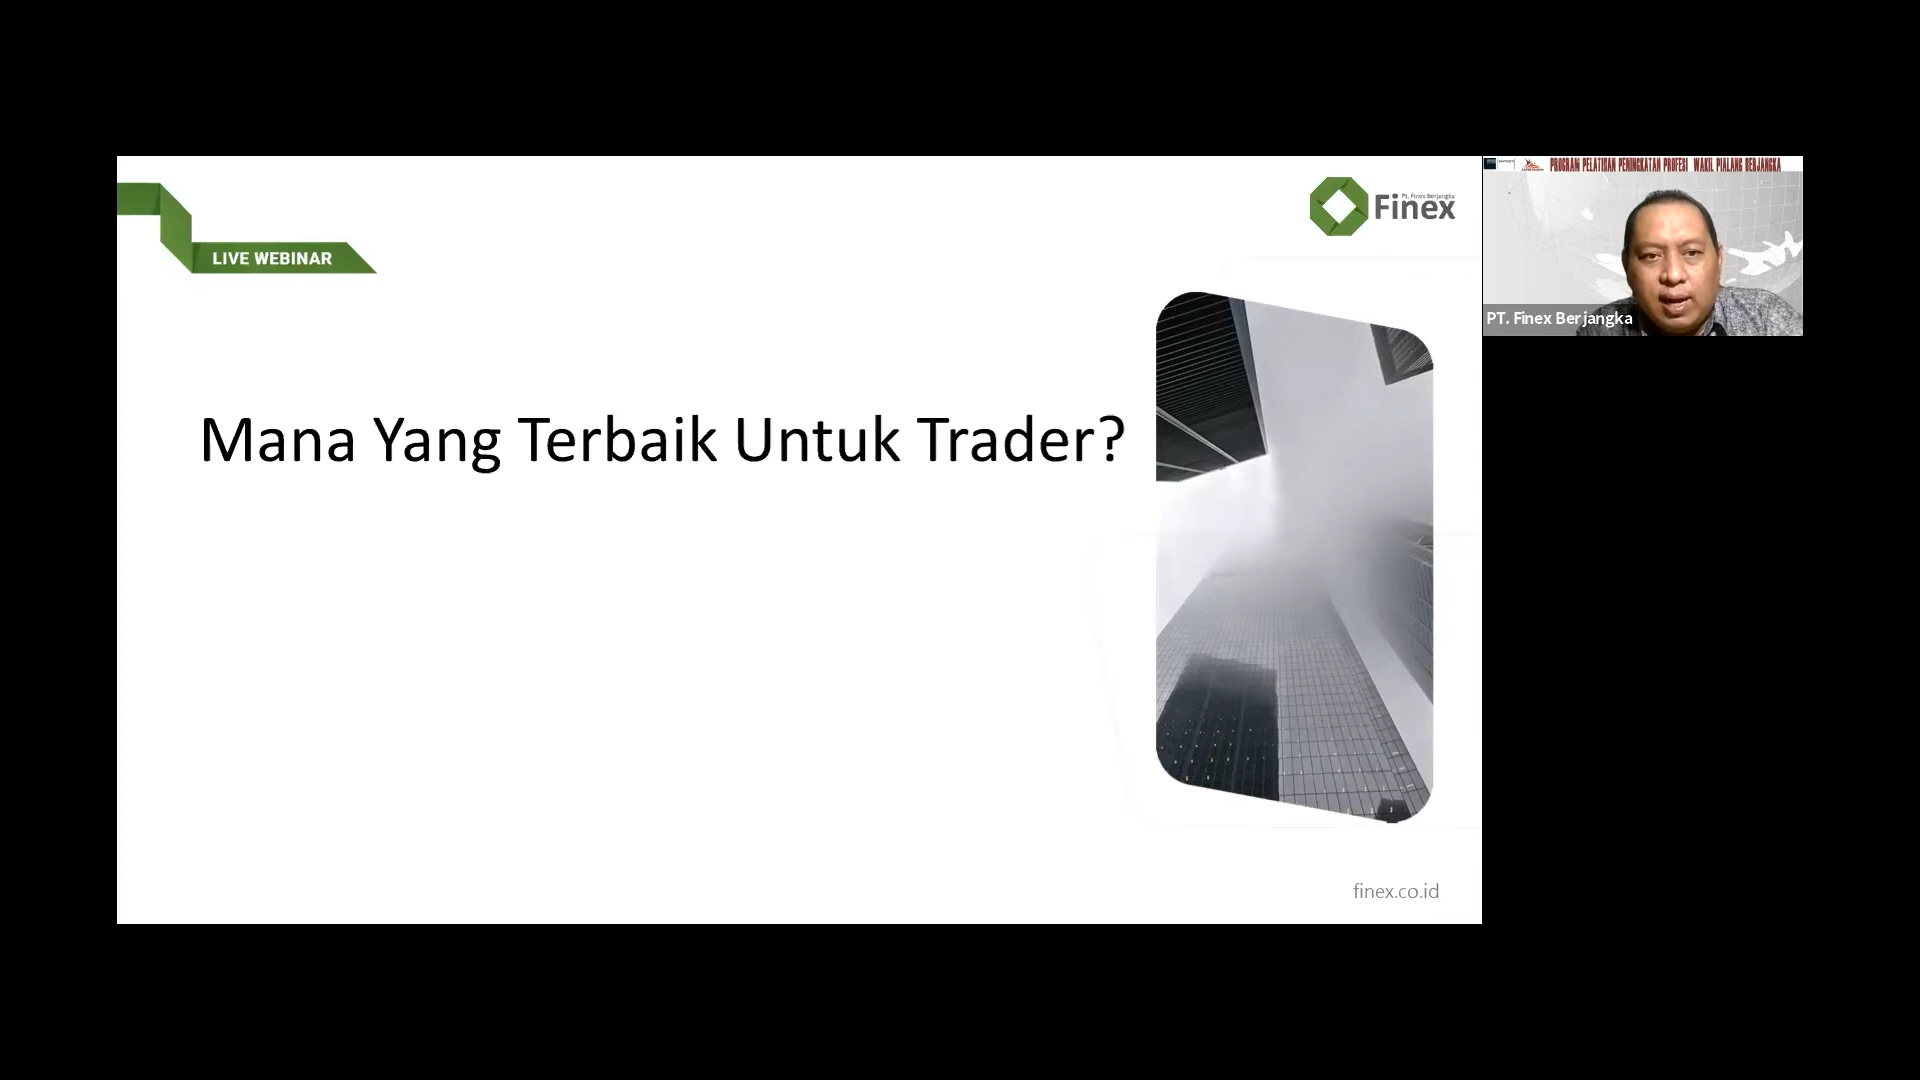 LIVE WEBINAR
PT. Finex Berjangka
Finex
Mana Yang Terbaik Untuk Trader?
finex.co.id
PROGRAM PELATIHAN PENINGKATAN PROFESI WAKIL PIALANG BERJANGKA
PT. Finex Berjangka